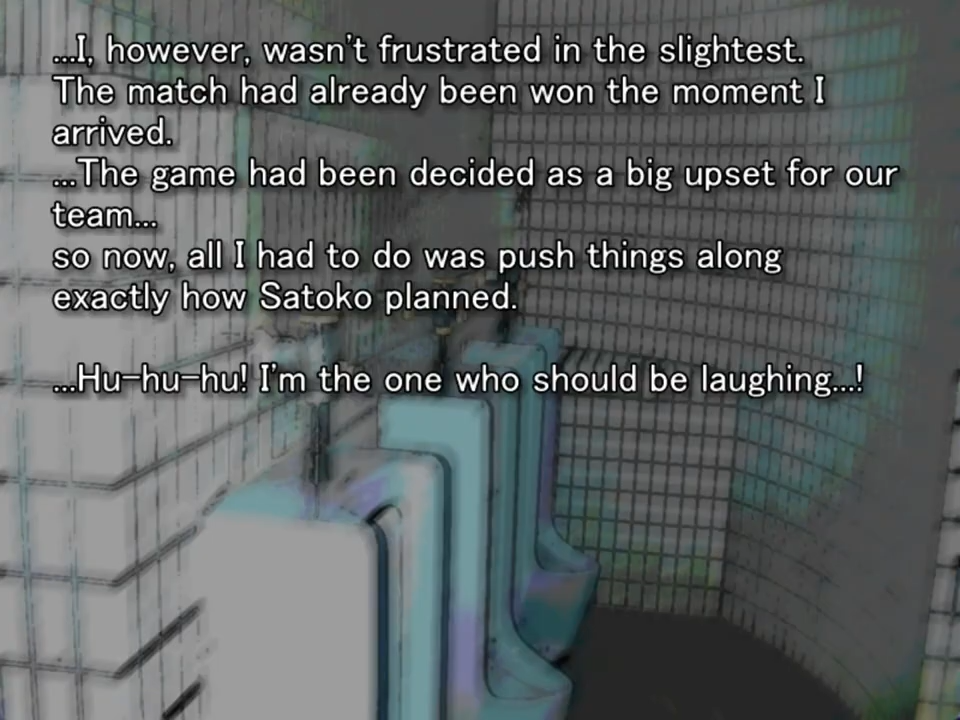 ...I, however, wasn't frustrated in the slightest.
The match had already been won the moment I
arrived.
...The game had been decided as a big upset for our
team...
so now, all I had to do was push things along
exactly how Satoko planned.
...Hu-hu-hu! I'm the one who should be laughing...!